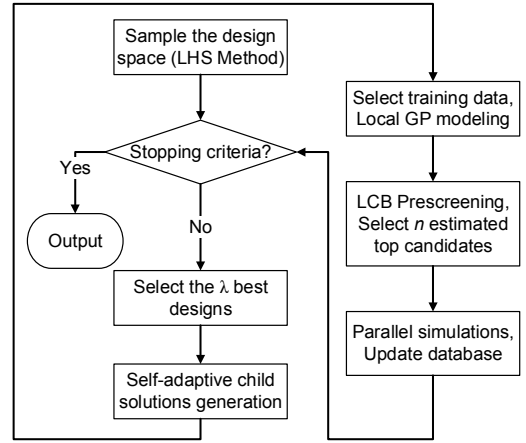 Sample the design
space (LHS Method)
Stopping criteria?
Yes
Output
No
Select the λ best
designs
Self-adaptive child
solutions generation
Select training data,
Local GP modeling
LCB Prescreening,
Select n estimated
top candidates
Parallel simulations,
Update database